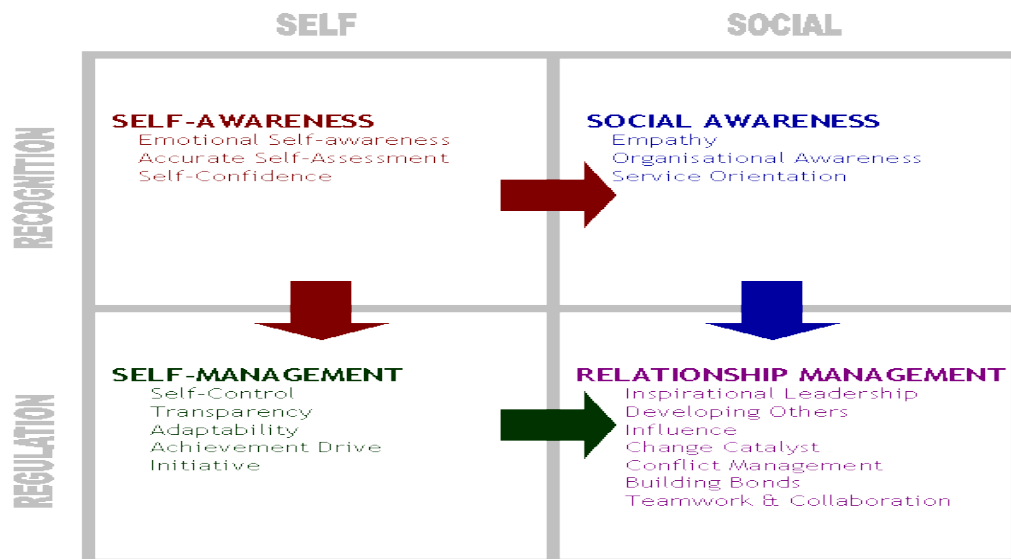 SELF
SOCIAL
RECOGNITION
SELF-AWARENESS
Emotional Self-awareness
Accurate Self-Assessment
Self-Confidence
SOCIAL AWARENESS
Empathy
Organisational Awareness
Service Orientation
REGULATION
SELF-MANAGEMENT
Self-Control
Transparency
Adaptability
Achievement Drive
Initiative
RELATIONSHIP MANAGEMENT
Inspirational Leadership
Developing Others
Influence
Change Catalyst
Conflict Management
Building Bonds
Teamwork & Collaboration